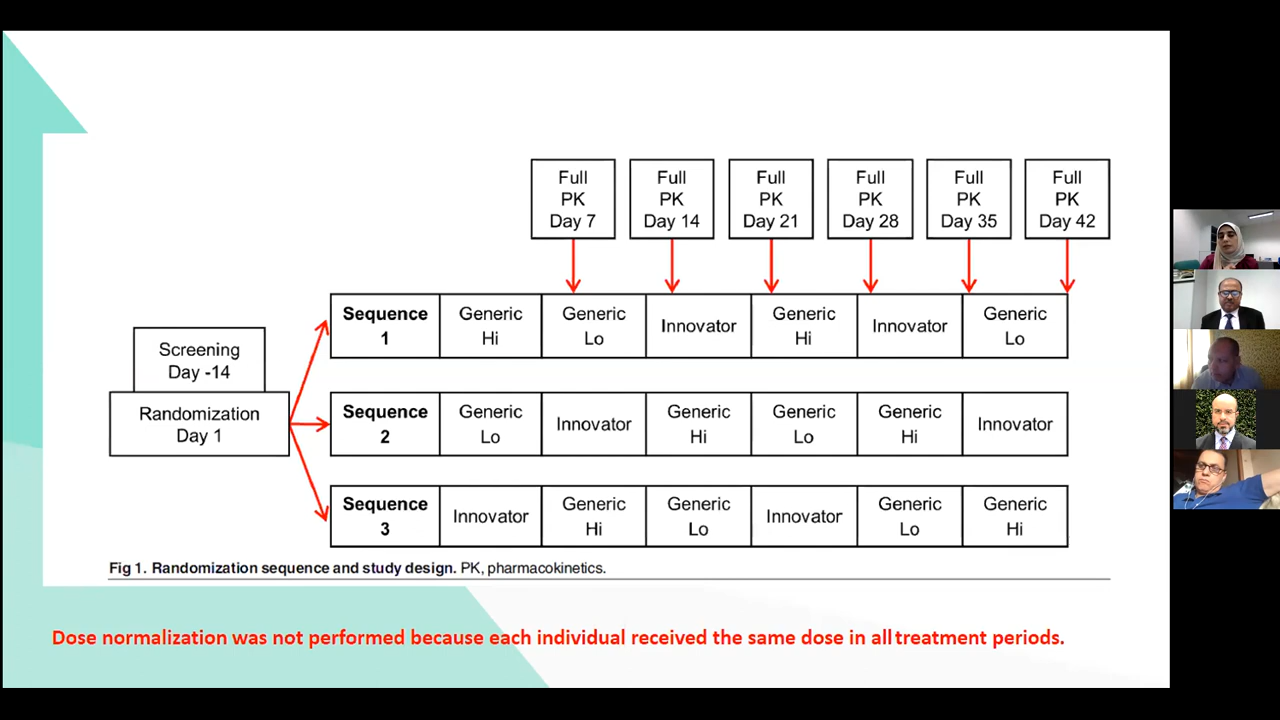 Full
PK
Day 7
Full
PK
Day 14
Full
PK
Day 21
Full
PK
Day 28
Full
PK
Day 35
Full
PK
Day 42
Screening
Day -14
Randomization
Day 1
Sequence
1
Generic
Hi
Generic
Lo
Innovator
Generic
Hi
Innovator
Generic
Lo
Sequence
2
Generic
Lo
Innovator
Generic
Hi
Generic
Lo
Generic
Hi
Innovator
Sequence
3
Innovator
Generic
Hi
Generic
Lo
Innovator
Generic
Lo
Generic
Hi
Fig 1. Randomization sequence and study design. PK, pharmacokinetics.
Dose normalization was not performed because each individual received the same dose in all treatment periods.